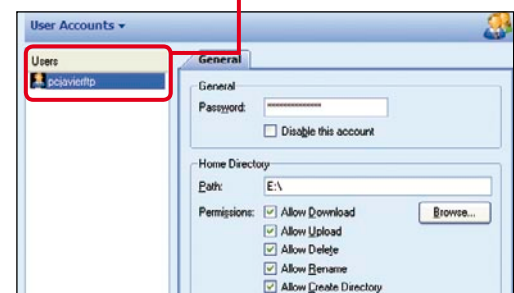 User Accounts
Users
pcjavierftp
General
General
Password: **************
Disable this account
Home Directory
Path: E:\
Permissions: Allow Download Browse...
Allow Upload
Allow Delete
Allow Rename
Allow Create Directory